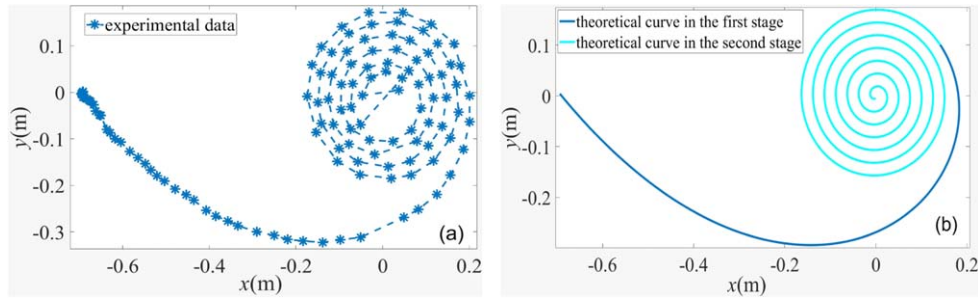 experimental data
0.1
0
-0.1
-0.2
-0.3
y(m)
-0.6
-0.4
-0.2
0
0.2
x(m)
(a)
theoretical curve in the first stage
theoretical curve in the second stage
0.1
0
-0.1
-0.2
y(m)
-0.6
-0.4
-0.2
0
0.2
x(m)
(b)